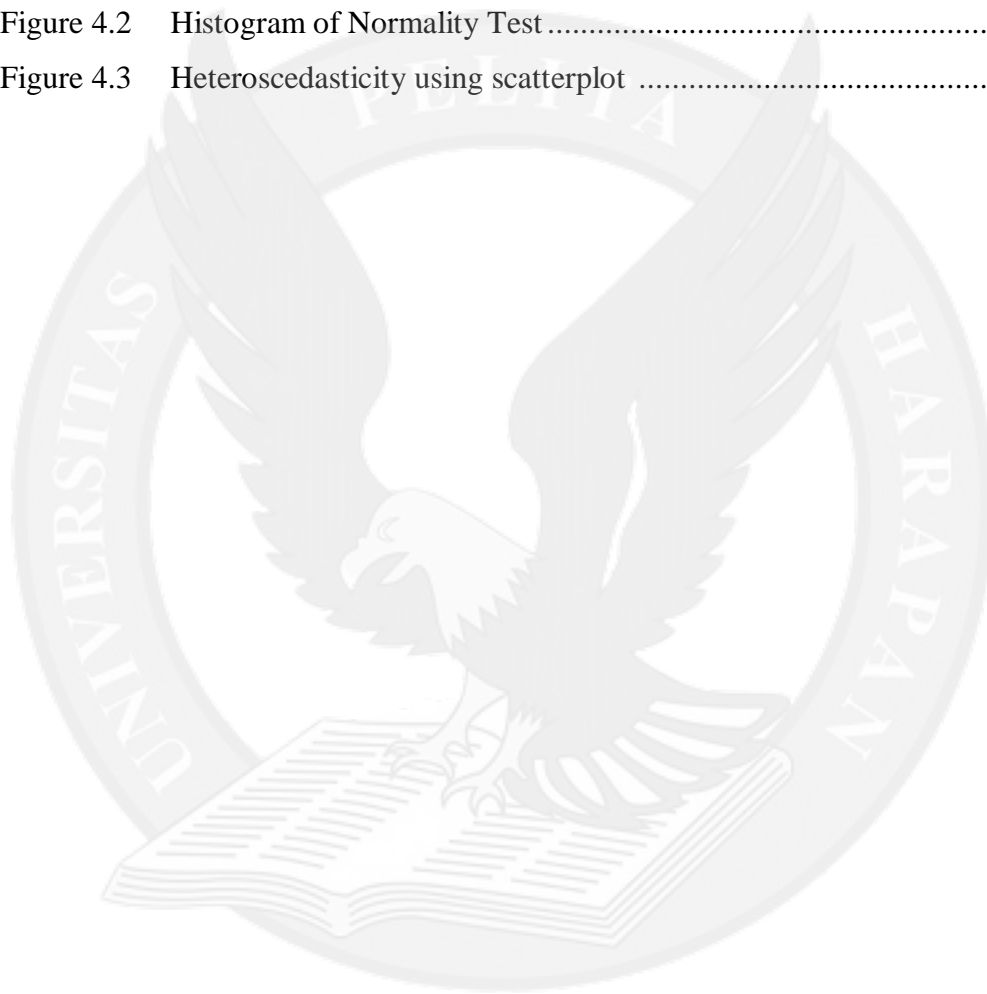 Figure 4.2 Histogram of Normality Test......................................................
Figure 4.3 Heteroscedasticity using scatterplot ...........................................
UNIVERSITAS PELITA HARAPAN